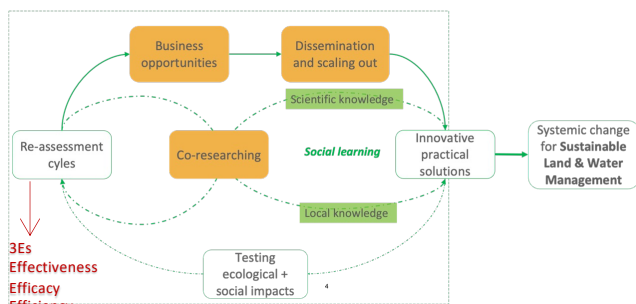 Business
opportunities
Dissemination
and scaling out
Scientific knowledge
Re-assessment
cyles
Co-researching
Social learning
Innovative
practical
solutions
Systemic change
for Sustainable
Land & Water
Management
Local knowledge
3Es
Effectiveness
Efficacy
Testing
ecological +
social impacts
4